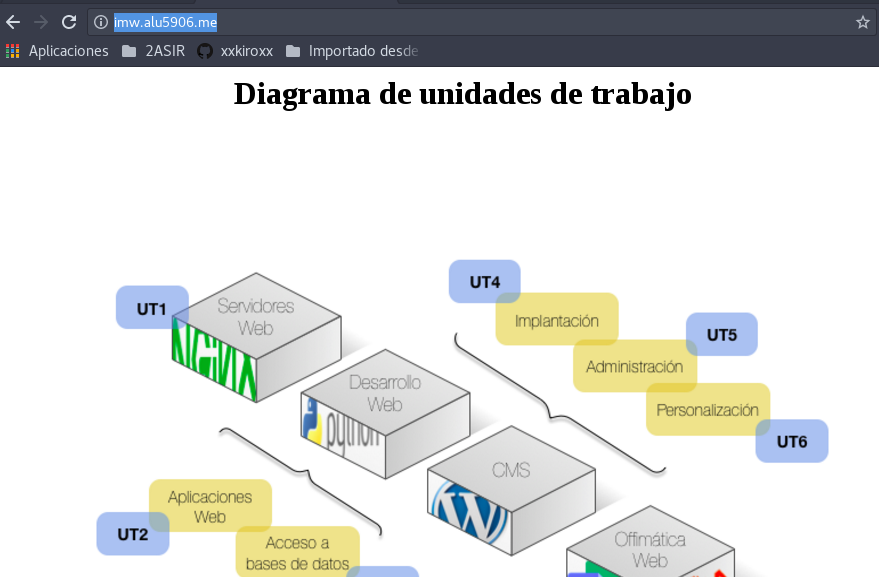 imw.alu5906.me
Aplicaciones 2ASIR xxkiroxx Importado desde
Diagrama de unidades de trabajo
UT1
Servidores
Web
NGINX
Desarrollo
Web
python
CMS
Offimática
Web
UT4
Implantación
UT5
Administración
Personalización
UT6
Aplicaciones
Web
UT2
Acceso a
bases de datos